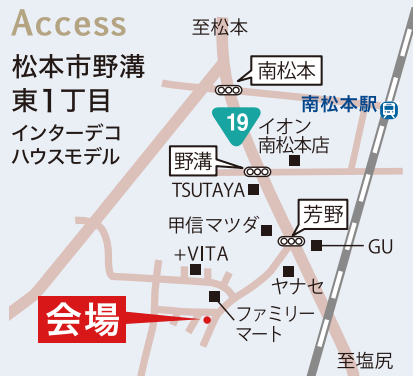 Access
松本市野溝
東1丁目
インターデコ
ハウスモデル
至松本
南松本
南松本駅
19
イオン
南松本店
野溝
TSUTAYA
芳野
甲信マツダ
GU
+VITA
ヤナセ
会場
ファミリー
マート
至塩尻